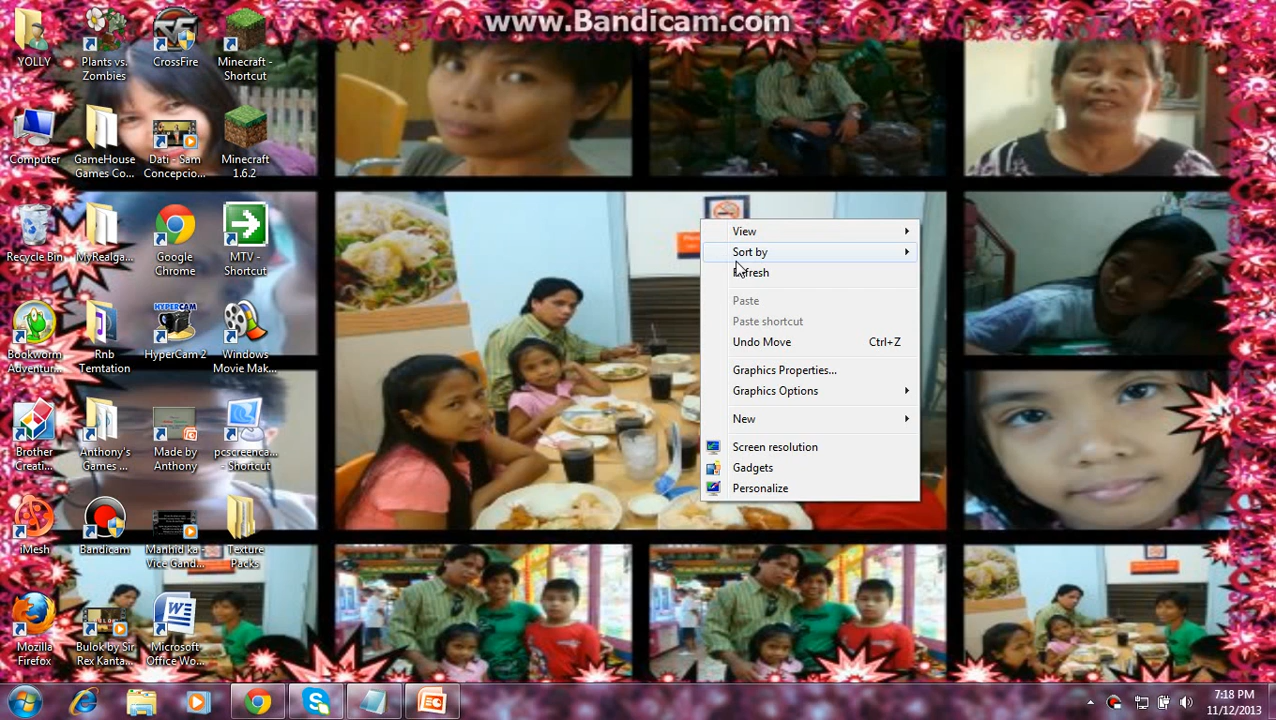 www.Bandicam.com
YOLLY
Plants vs.
Zombies
CrossFire
Minecraft -
Shortcut
Computer
GameHouse
Games Co...
Dati - Sam
Concepcio...
Minecraft
1.6.2
Recycle Bin
MyRealga...
Google
Chrome
MTV -
Shortcut
Bookworm
Adventur...
Rnb
Temtation
HyperCam 2
Windows
Movie Mak...
Brother
Creati...
Anthony's
Games ...
Made by
Anthony
pcscreenca...
- Shortcut
iMesh
Bandicam
Manhid ka -
Vice Gand...
Texture
Packs
Mozilla
Firefox
Bulok by Sir
Rex Kanta...
Microsoft
Office Wo...
View
Sort by
Refresh
Paste
Paste shortcut
Undo Move Ctrl+Z
Graphics Properties...
Graphics Options
New
Screen resolution
Gadgets
Personalize
7:18 PM
11/12/2013